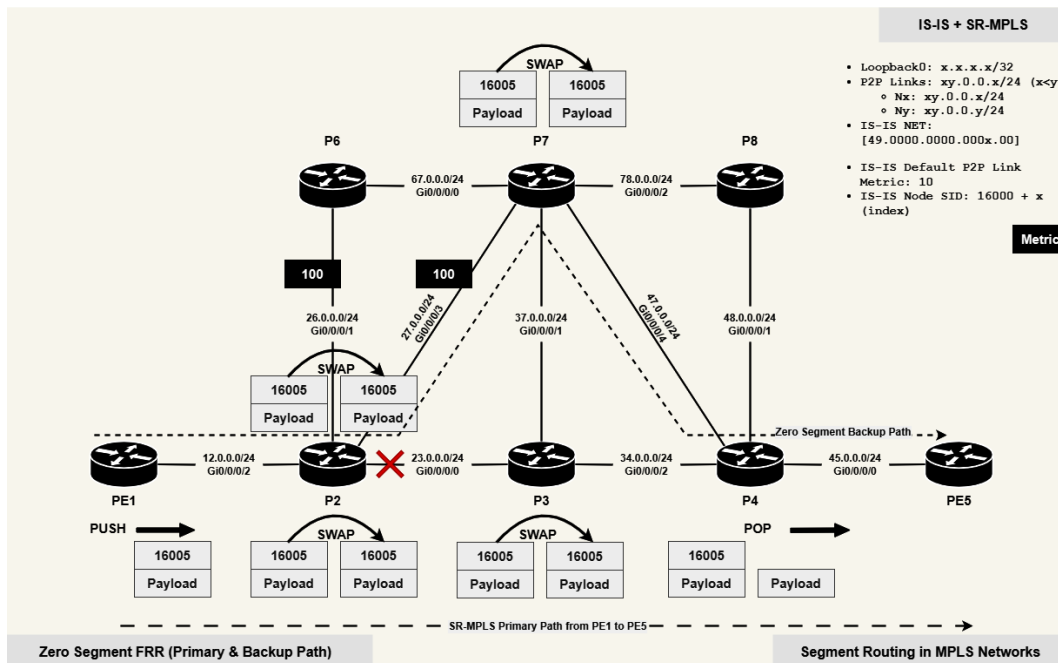 IS-IS + SR-MPLS
• Loopback0: x.x.x.x/32
• P2P Links: xy.0.0.x/24 (x<y
○ Nx: xy.0.0.x/24
○ Ny: xy.0.0.y/24
• IS-IS NET:
[49.0000.0000.000x.00]
• IS-IS Default P2P Link
Metric: 10
• IS-IS Node SID: 16000 + x
(index)
Metric
SWAP
16005 16005
Payload Payload
P6 P7 P8
67.0.0.0/24
Gi0/0/0/0
78.0.0.0/24
Gi0/0/0/2
100
100
26.0.0.0/24
Gi0/0/0/1
27.0.0.0/24
Gi0/0/0/3
37.0.0.0/24
Gi0/0/0/1
47.0.0.0/24
Gi0/0/0/4
48.0.0.0/24
Gi0/0/0/1
SWAP
16005 16005
Payload Payload
Zero Segment Backup Path
12.0.0.0/24
Gi0/0/0/2
23.0.0.0/24
Gi0/0/0/0
34.0.0.0/24
Gi0/0/0/2
45.0.0.0/24
Gi0/0/0/0
PE1 P2 P3 P4 PE5
PUSH
SWAP
SWAP
POP
16005 16005 16005 16005 16005 16005
Payload Payload Payload Payload Payload Payload Payload
SR-MPLS Primary Path from PE1 to PE5
Zero Segment FRR (Primary & Backup Path)
Segment Routing in MPLS Networks